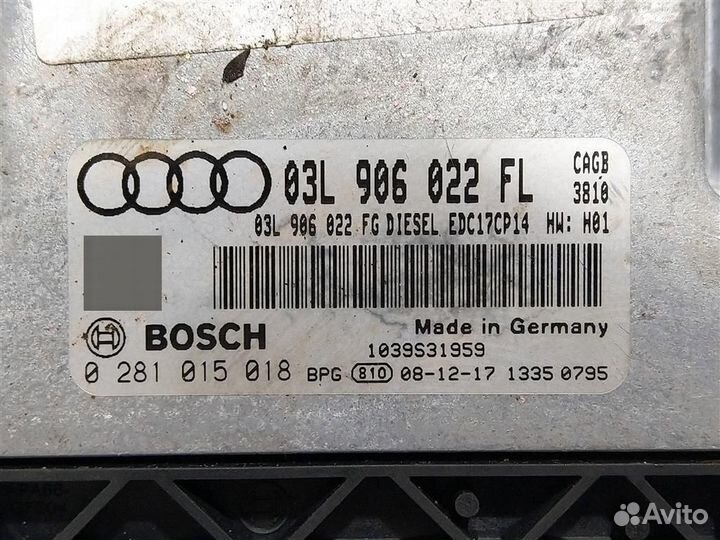 03L 906 022 FL
CAGB
3810
03L 906 022 FG DIESEL EDC17CP14 HW: H01
BOSCH
Made in Germany
1039S31959
0 281 015 018 BPG 810 08-12-17 1335 0795
Avito